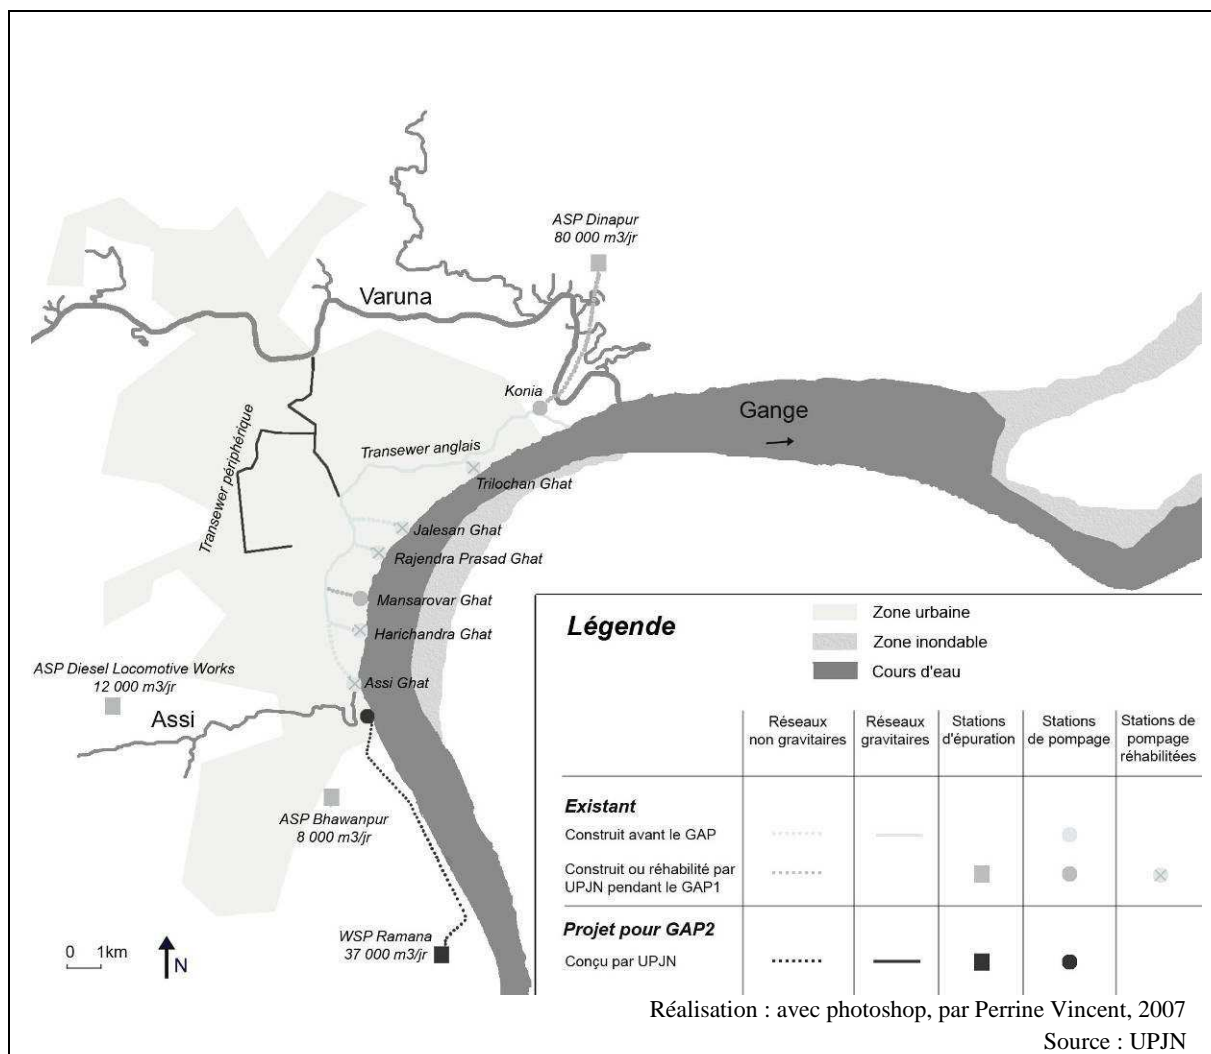 ASP Dinapur
80 000 m3/jr
Varuna
Konia
Gange
Transewer périphérique
Transewer anglais
Trilochan Ghat
Jalesan Ghat
Rajendra Prasad Ghat
Mansarovar Ghat
Harichandra Ghat
ASP Diesel Locomotive Works
12 000 m3/jr
Assi Ghat
Assi
ASP Bhawanpur
8 000 m3/jr
WSP Ramana
37 000 m3/jr
0 1km
N
Légende
Zone urbaine
Zone inondable
Cours d'eau
Réseaux
non gravitaires
Réseaux
gravitaires
Stations
d'épuration
Stations
de pompage
Stations de
pompage
réhabilitées
Existant
Construit avant le GAP
Construit ou réhabilité par
UPJN pendant le GAP1
Projet pour GAP2
Conçu par UPJN
Réalisation : avec photoshop, par Perrine Vincent, 2007
Source : UPJN